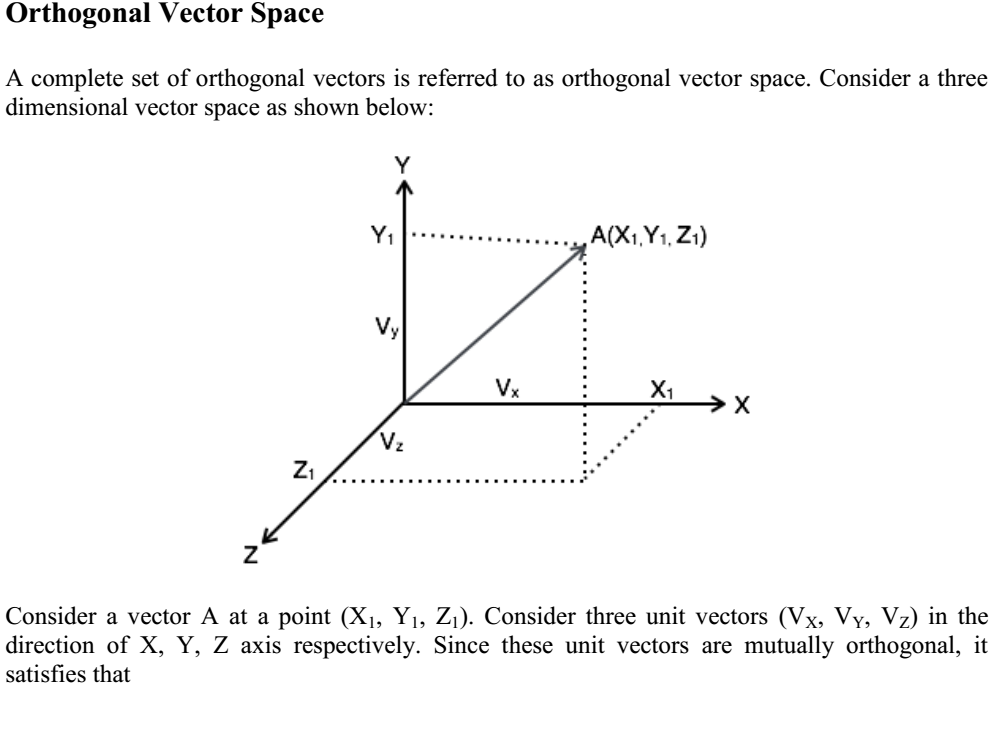 Orthogonal Vector Space
A complete set of orthogonal vectors is referred to as orthogonal vector space. Consider a three
dimensional vector space as shown below:
Y
Y₁
A(X₁,Y₁, Z₁)
Vy
Vₓ
X₁
X
Vz
Z₁
Z
Consider a vector A at a point (X₁, Y₁, Z₁). Consider three unit vectors (VX, VY, VZ) in the
direction of X, Y, Z axis respectively. Since these unit vectors are mutually orthogonal, it
satisfies that